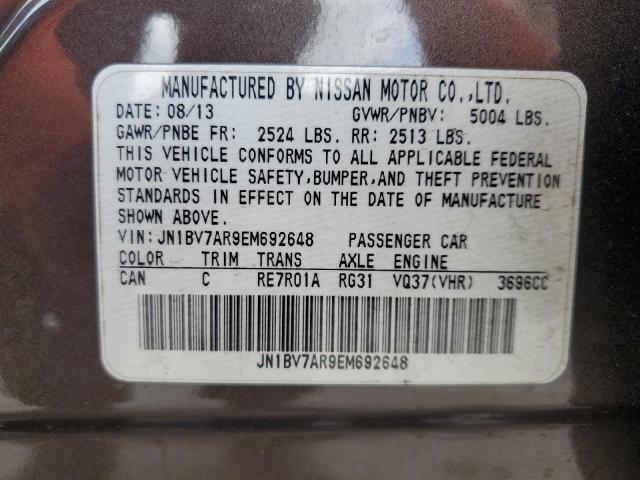 MANUFACTURED BY NISSAN MOTOR CO.,LTD.
DATE: 08/13 GVWR/PNBV: 5004 LBS.
GAWR/PNBE FR: 2524 LBS. RR: 2513 LBS.
THIS VEHICLE CONFORMS TO ALL APPLICABLE FEDERAL
MOTOR VEHICLE SAFETY,BUMPER,AND THEFT PREVENTION
STANDARDS IN EFFECT ON THE DATE OF MANUFACTURE
SHOWN ABOVE.
VIN:JN1BV7AR9EM692648 PASSENGER CAR
COLOR TRIM TRANS AXLE ENGINE
CAN C RE7R01A RG31 VQ37(VHR) 3696CC
JN1BV7AR9EM692648